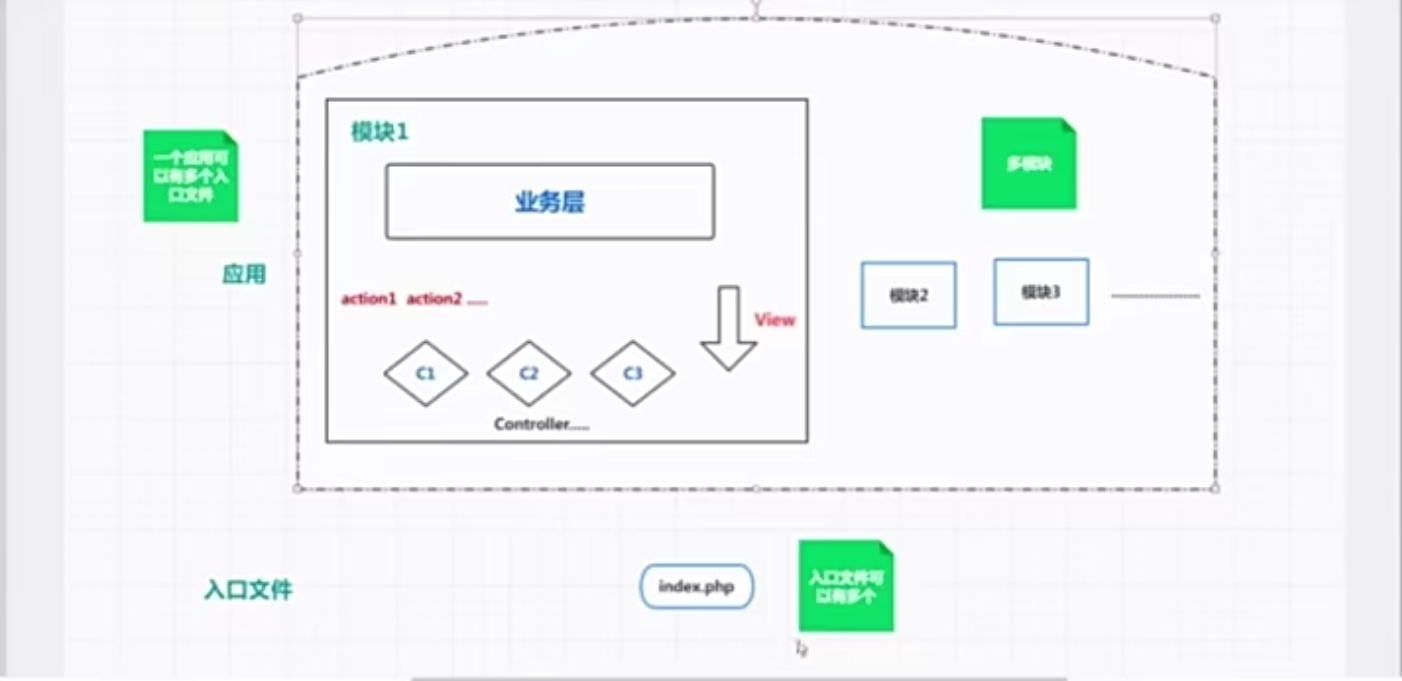 模块1
业务层
action1 action2 .....
View
C1 C2 C3
Controller.....
多模块
模块2
模块3
一个应用可
以有多个入
口文件
应用
入口文件
index.php
入口文件可
以有多个